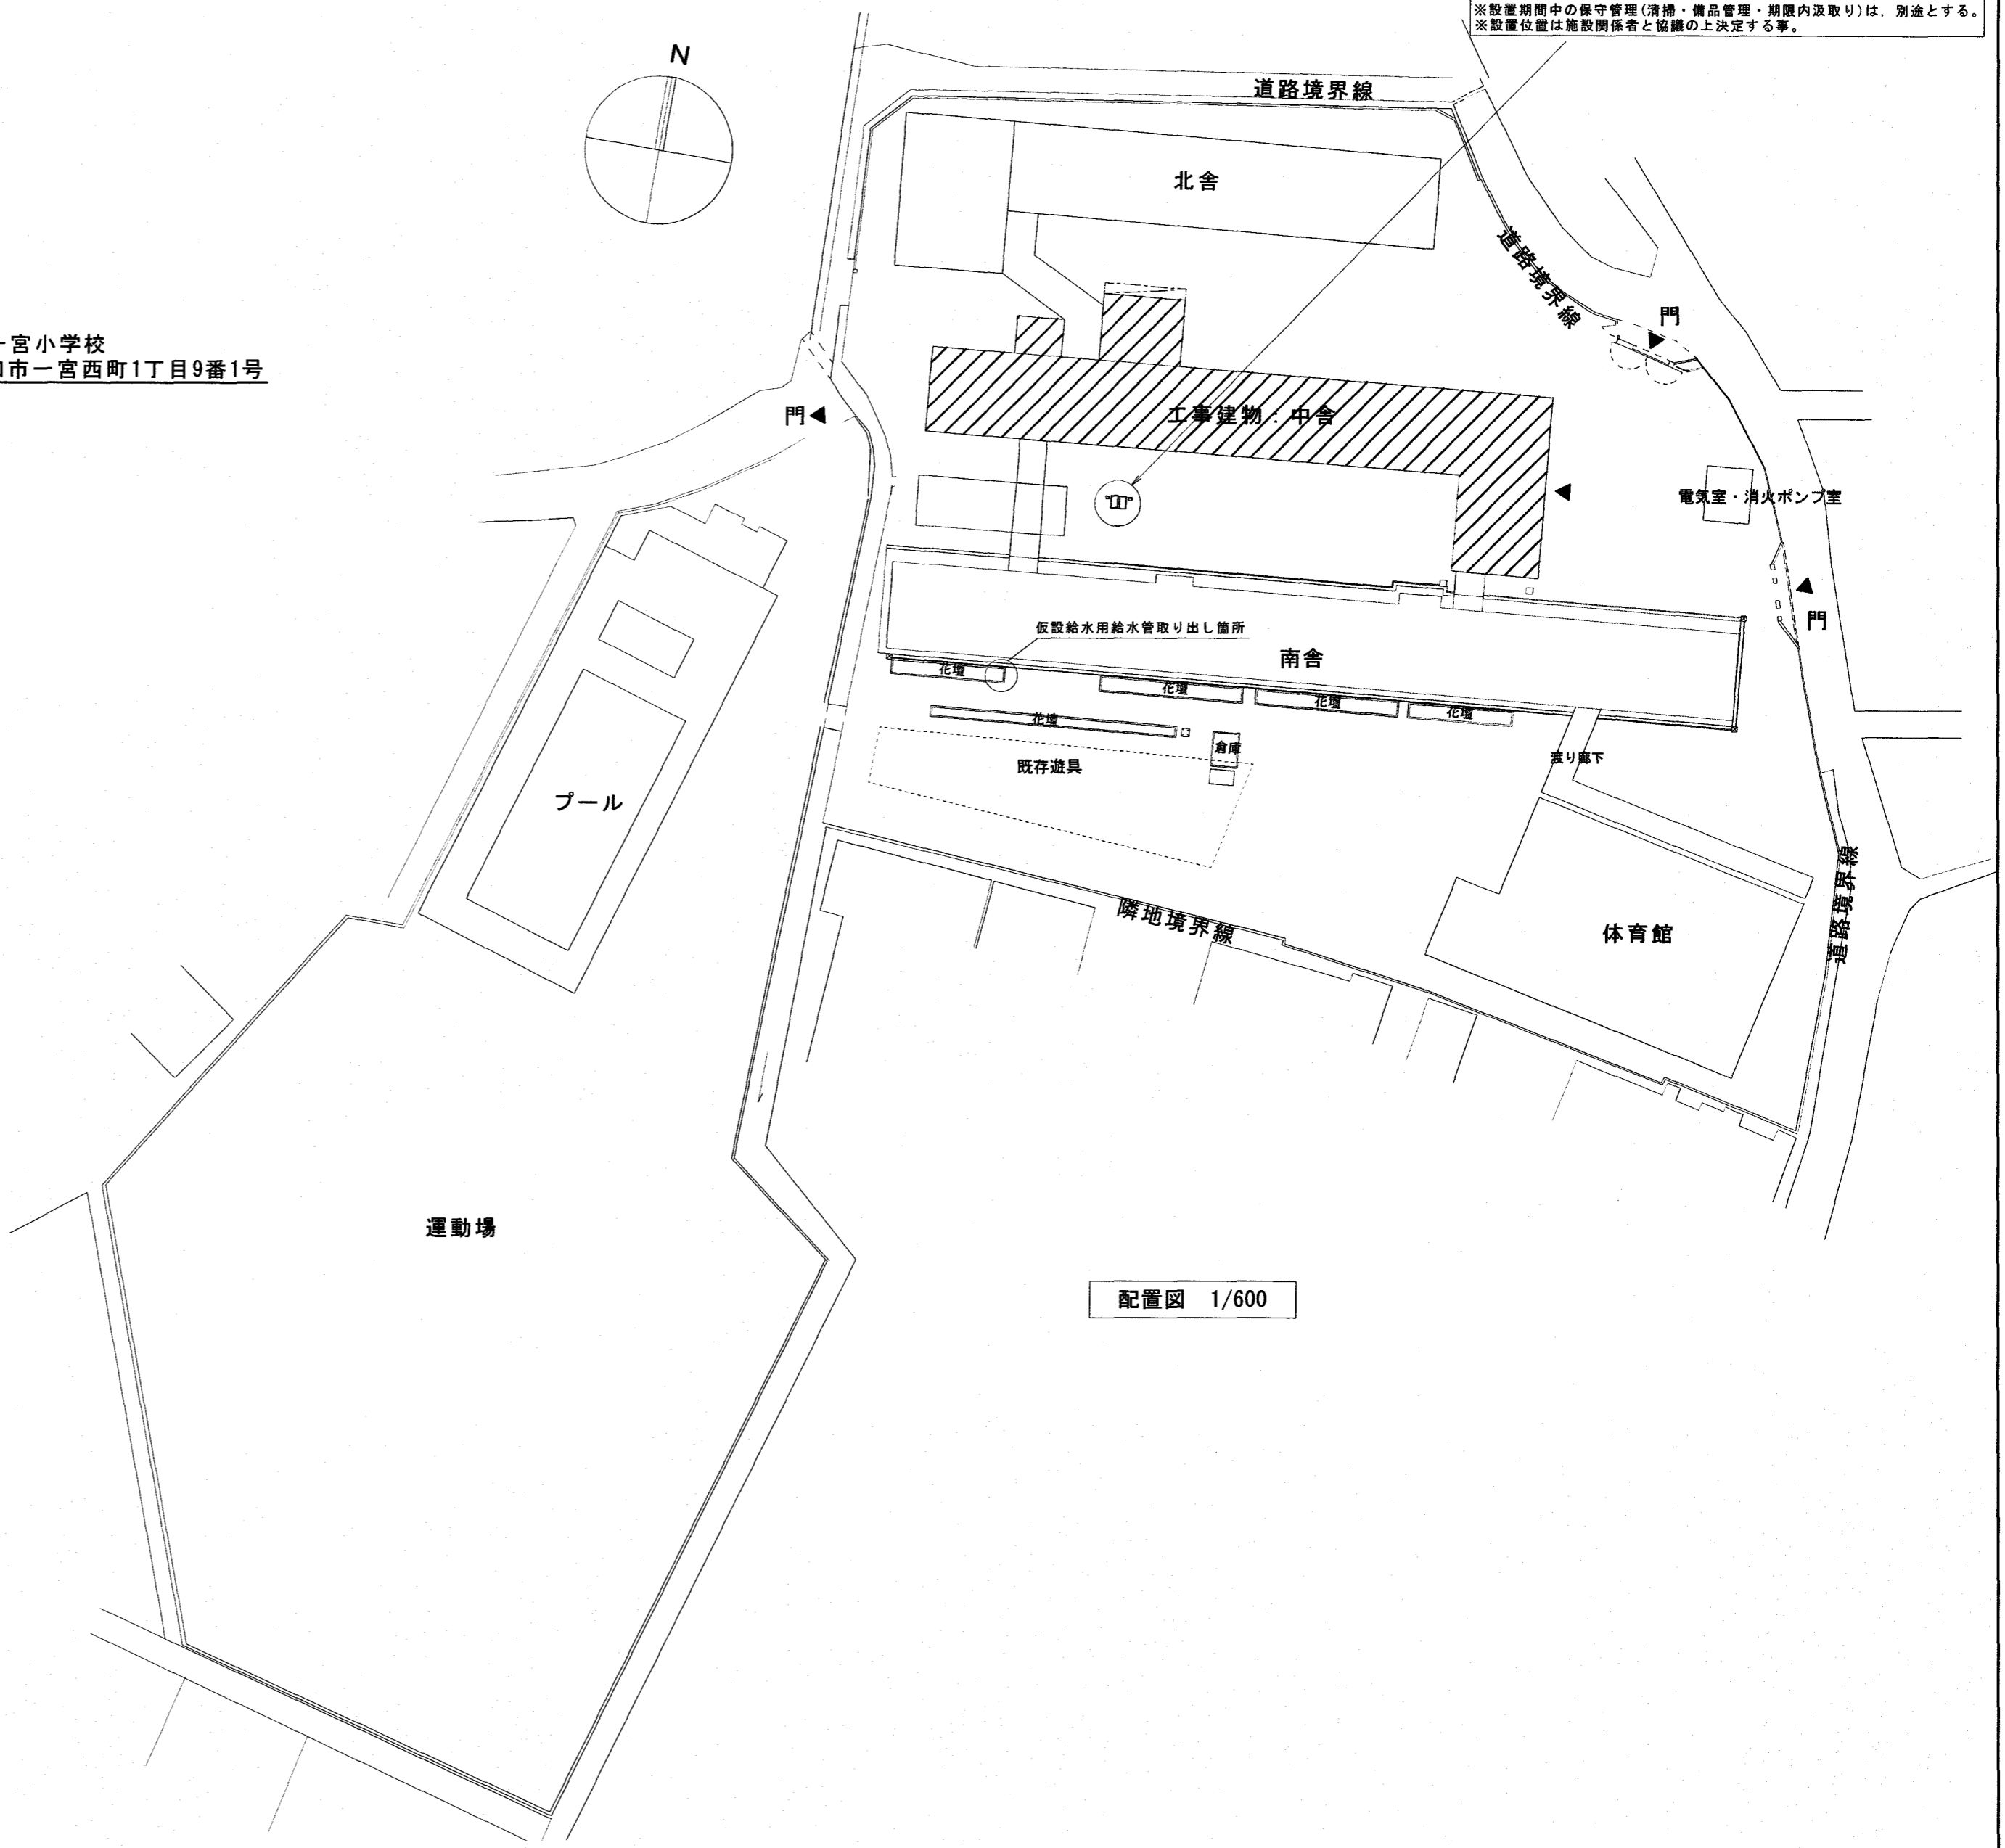 ※設置期間中の保守管理(清掃・備品管理・期限内汲取り)は，別途とする。
※設置位置は施設関係者と協議の上決定する事。
N
道路境界線
北舎
道路境界線
門
一宮小学校
市一宮西町1丁目9番1号
門
工事建物：中舎
電気室・消火ポンプ室
門
仮設給水用給水管取り出し箇所
南舎
花壇
花壇
花壇
花壇
花壇
倉庫
既存遊具
渡り廊下
プール
道路境界線
隣地境界線
体育館
運動場
配置図　1/600